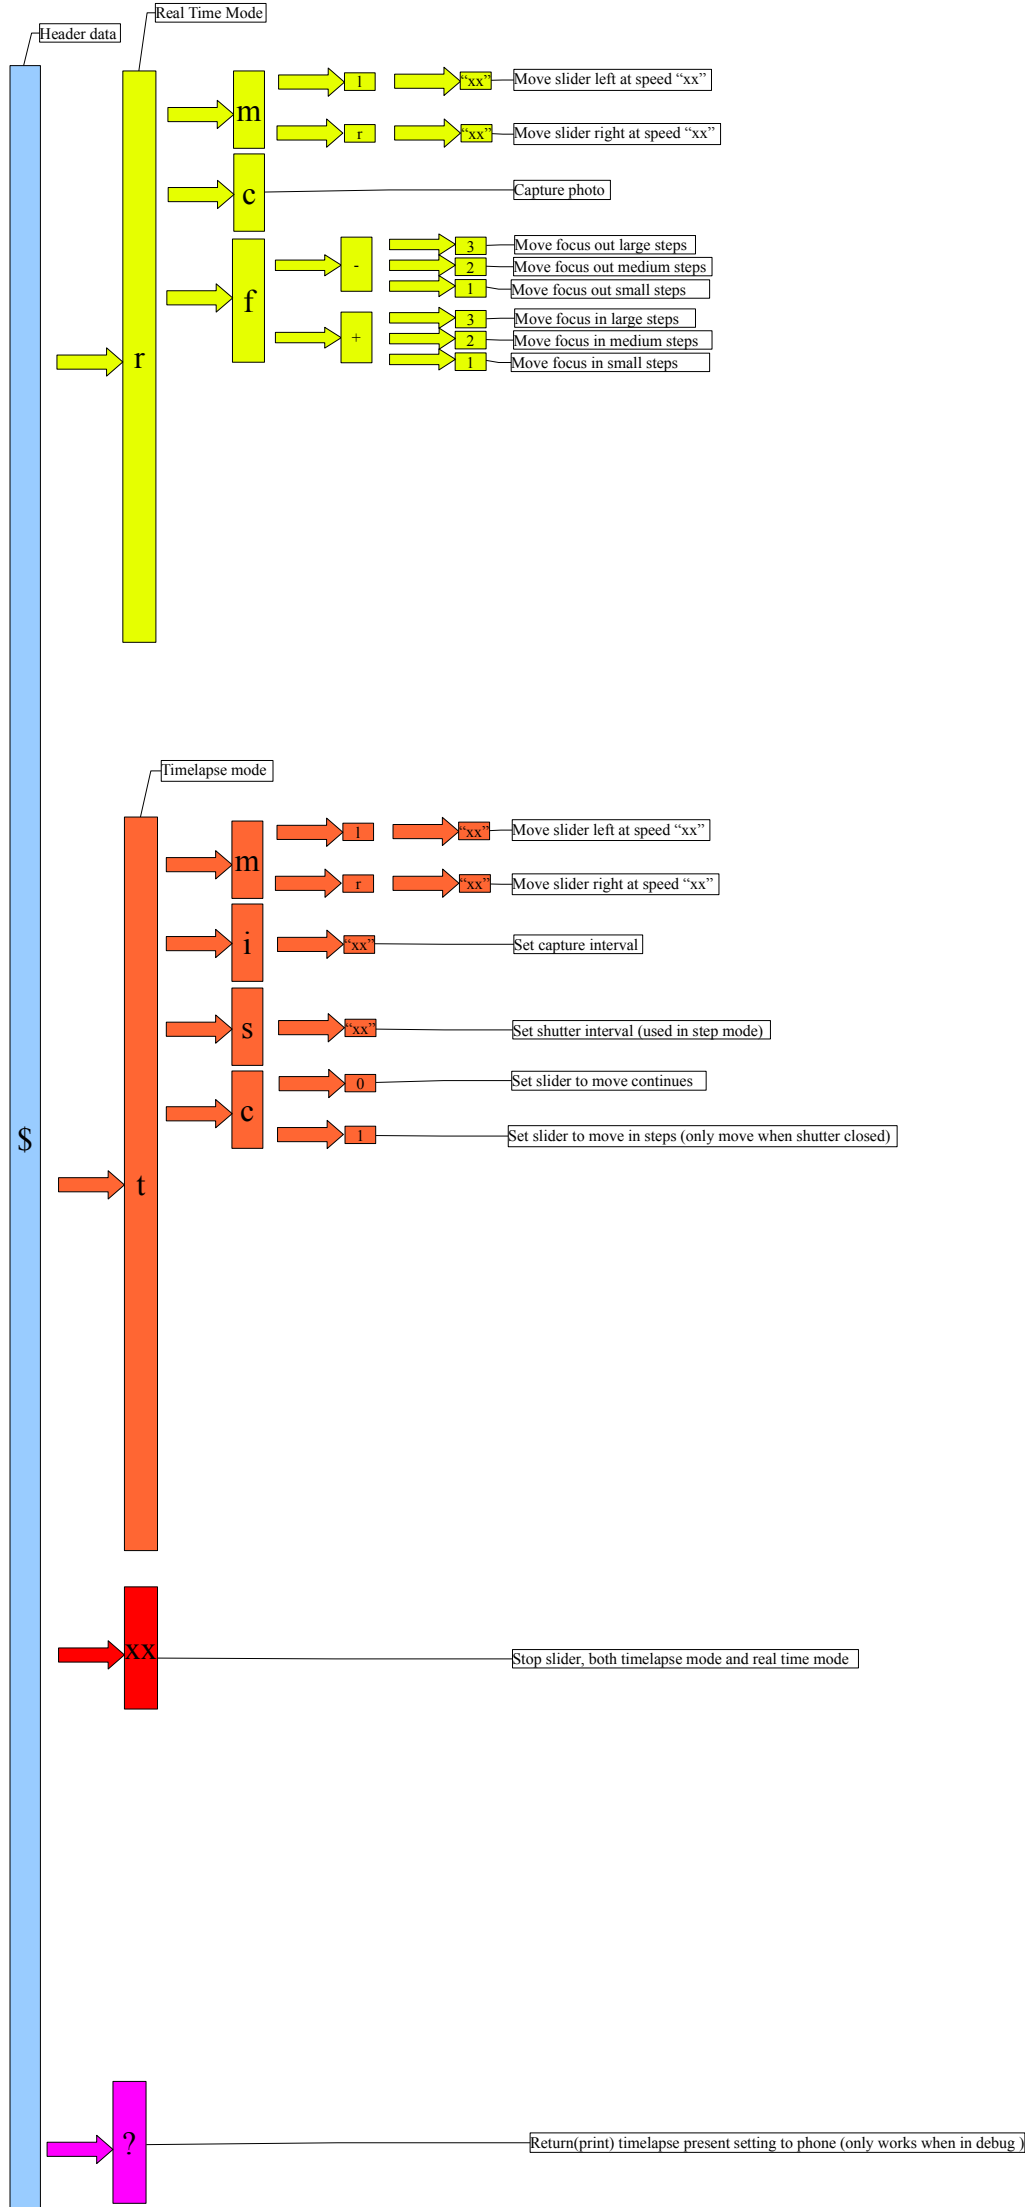 Real Time Mode
Header data
l
“xx”
Move slider left at speed “xx”
m
r
“xx”
Move slider right at speed “xx”
c
Capture photo
3
Move focus out large steps
-
2
Move focus out medium steps
1
Move focus out small steps
f
3
Move focus in large steps
+
2
Move focus in medium steps
1
Move focus in small steps
r
Timelapse mode
l
“xx”
Move slider left at speed “xx”
m
r
“xx”
Move slider right at speed “xx”
i
“xx”
Set capture interval
s
“xx”
Set shutter interval (used in step mode)
0
Set slider to move continues
c
1
Set slider to move in steps (only move when shutter closed)
$
t
xx
Stop slider, both timelapse mode and real time mode
?
Return(print) timelapse present setting to phone (only works when in debug )